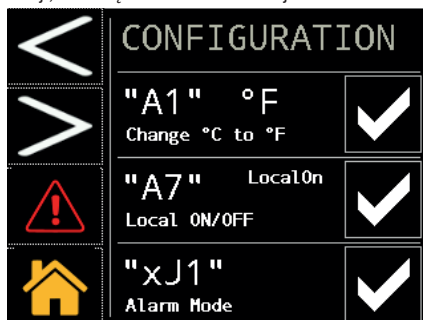 CONFIGURATION
"A1" °F
Change °C to °F
"A7" LocalOn
Local ON/OFF
"xJ1"
Alarm Mode